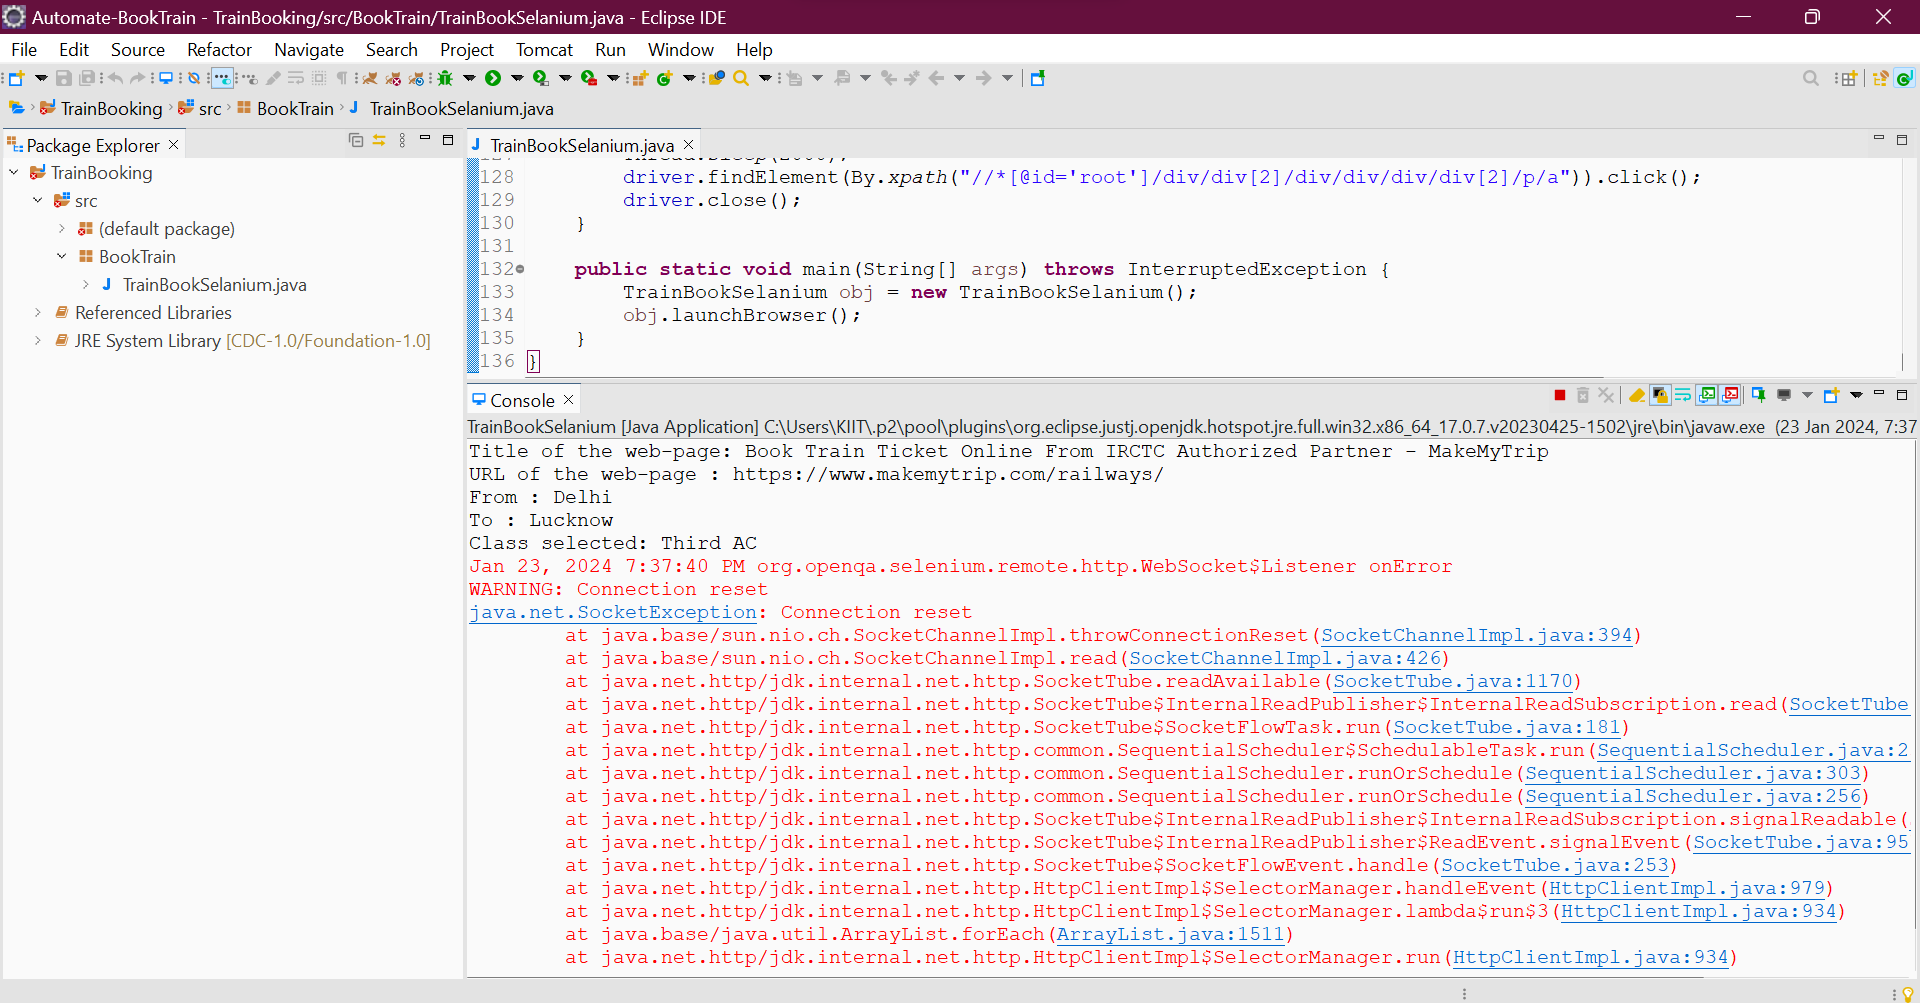 Automate-BookTrain - TrainBooking/src/BookTrain/TrainBookSelanium.java - Eclipse IDE
File Edit Source Refactor Navigate Search Project Tomcat Run Window Help
TrainBooking src BookTrain TrainBookSelanium.java
Package Explorer
TrainBooking
src
(default package)
BookTrain
TrainBookSelanium.java
Referenced Libraries
JRE System Library [CDC-1.0/Foundation-1.0]
TrainBookSelanium.java
128 driver.findElement(By.xpath("//*[@id='root']/div/div[2]/div/div/div/div[2]/p/a")).click();
129 driver.close();
130 }
131
132 public static void main(String[] args) throws InterruptedException {
133 TrainBookSelanium obj = new TrainBookSelanium();
134 obj.launchBrowser();
135 }
136 }
Console
TrainBookSelanium [Java Application] C:\Users\KIIT\.p2\pool\plugins\org.eclipse.justj.openjdk.hotspot.jre.full.win32.x86_64_17.0.7.v20230425-1502\jre\bin\javaw.exe (23 Jan 2024, 7:37
Title of the web-page: Book Train Ticket Online From IRCTC Authorized Partner - MakeMyTrip
URL of the web-page : https://www.makemytrip.com/railways/
From : Delhi
To : Lucknow
Class selected: Third AC
Jan 23, 2024 7:37:40 PM org.openqa.selenium.remote.http.WebSocket$Listener onError
WARNING: Connection reset
java.net.SocketException: Connection reset
at java.base/sun.nio.ch.SocketChannelImpl.throwConnectionReset(SocketChannelImpl.java:394)
at java.base/sun.nio.ch.SocketChannelImpl.read(SocketChannelImpl.java:426)
at java.net.http/jdk.internal.net.http.SocketTube.readAvailable(SocketTube.java:1170)
at java.net.http/jdk.internal.net.http.SocketTube$InternalReadPublisher$InternalReadSubscription.read(SocketTube
at java.net.http/jdk.internal.net.http.SocketTube$SocketFlowTask.run(SocketTube.java:181)
at java.net.http/jdk.internal.net.http.common.SequentialScheduler$SchedulableTask.run(SequentialScheduler.java:2
at java.net.http/jdk.internal.net.http.common.SequentialScheduler.runOrSchedule(SequentialScheduler.java:303)
at java.net.http/jdk.internal.net.http.common.SequentialScheduler.runOrSchedule(SequentialScheduler.java:256)
at java.net.http/jdk.internal.net.http.SocketTube$InternalReadPublisher$InternalReadSubscription.signalReadable(
at java.net.http/jdk.internal.net.http.SocketTube$InternalReadPublisher$ReadEvent.signalEvent(SocketTube.java:95
at java.net.http/jdk.internal.net.http.SocketTube$SocketFlowEvent.handle(SocketTube.java:253)
at java.net.http/jdk.internal.net.http.HttpClientImpl$SelectorManager.handleEvent(HttpClientImpl.java:979)
at java.net.http/jdk.internal.net.http.HttpClientImpl$SelectorManager.lambda$run$3(HttpClientImpl.java:934)
at java.base/java.util.ArrayList.forEach(ArrayList.java:1511)
at java.net.http/jdk.internal.net.http.HttpClientImpl$SelectorManager.run(HttpClientImpl.java:934)